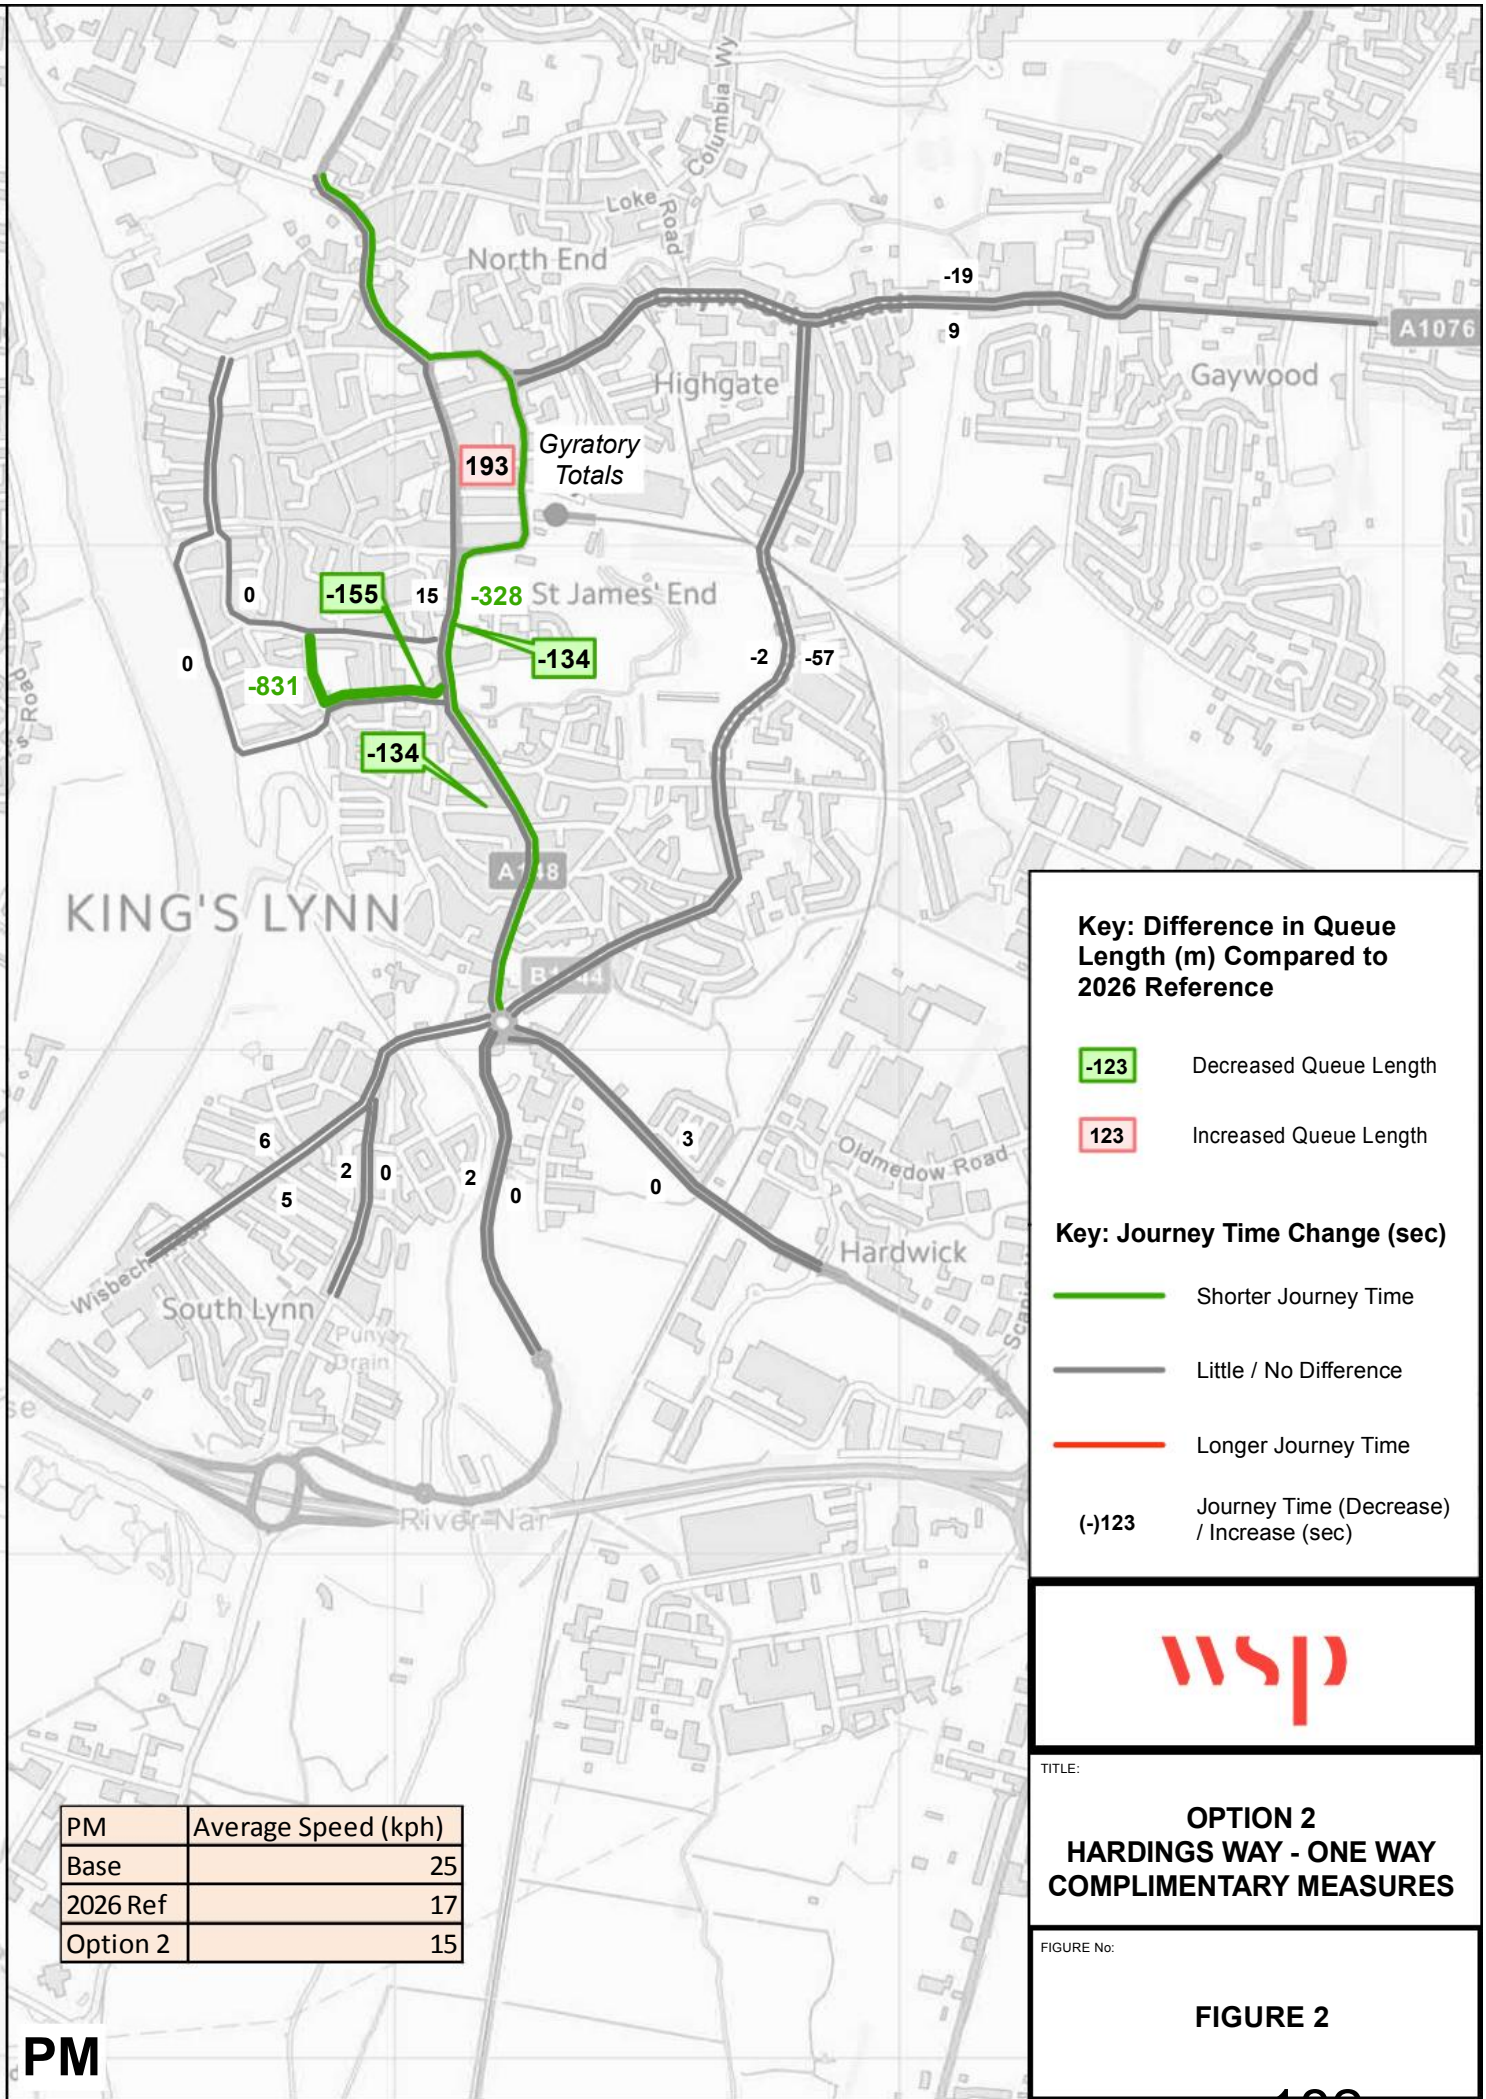 Columbia Wy
Loke Road
North End
-19
9
A1076
Highgate
Gaywood
Gyratory
Totals
193
0
-155
15
-328
St James' End
-134
-2
-57
0
-831
-134
KING'S LYNN
6
5
2
0
2
0
3
0
Oldmedow Road
Hardwick
Wisbech
South Lynn
Puny
Drain
River Nar
Key: Difference in Queue
Length (m) Compared to
2026 Reference
-123 Decreased Queue Length
123 Increased Queue Length
Key: Journey Time Change (sec)
Shorter Journey Time
Little / No Difference
Longer Journey Time
(-)123 Journey Time (Decrease)
/ Increase (sec)
wsp
TITLE:
OPTION 2
HARDINGS WAY - ONE WAY
COMPLIMENTARY MEASURES
FIGURE No:
FIGURE 2
PM Average Speed (kph)
Base 25
2026 Ref 17
Option 2 15
PM